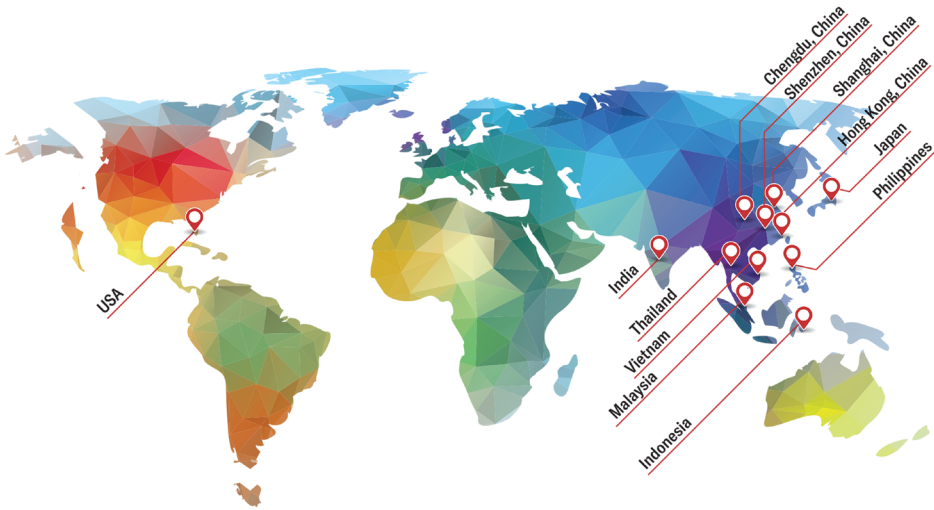 Chengdu, China
Shenzhen, China
Shanghai, China
Hong Kong, China
Japan
Philippines
USA
India
Thailand
Vietnam
Malaysia
Indonesia